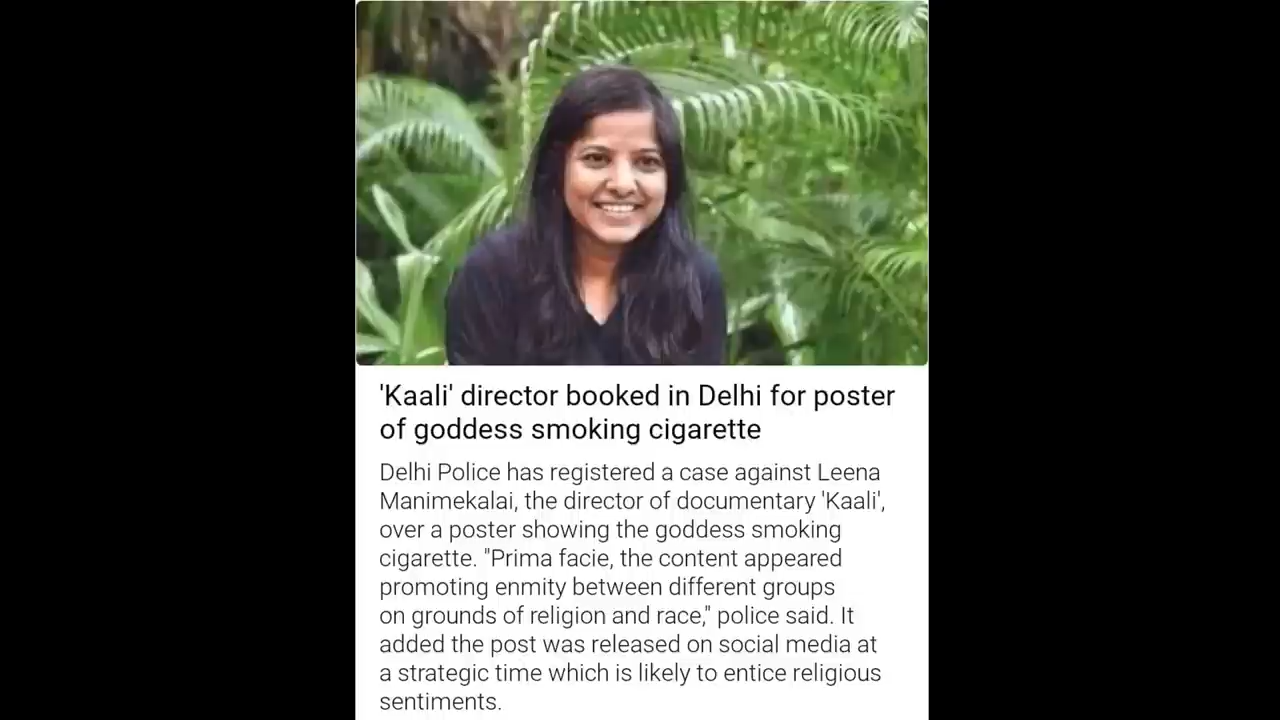 'Kaali' director booked in Delhi for poster
of goddess smoking cigarette
Delhi Police has registered a case against Leena
Manimekalai, the director of documentary 'Kaali',
over a poster showing the goddess smoking
cigarette. "Prima facie, the content appeared
promoting enmity between different groups
on grounds of religion and race," police said. It
added the post was released on social media at
a strategic time which is likely to entice religious
sentiments.